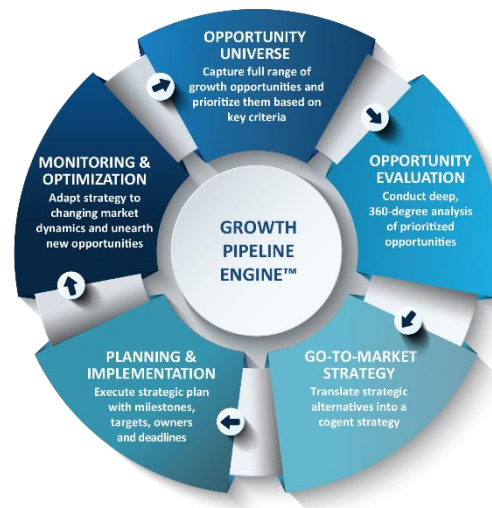 OPPORTUNITY
UNIVERSE
Capture full range of
growth opportunities and
prioritize them based on
key criteria
OPPORTUNITY
EVALUATION
Conduct deep,
360-degree analysis
of prioritized
opportunities
GO-TO-MARKET
STRATEGY
Translate strategic
alternatives into a
cogent strategy
PLANNING &
IMPLEMENTATION
Execute strategic plan
with milestones,
targets, owners
and deadlines
MONITORING &
OPTIMIZATION
Adapt strategy to
changing market
dynamics and unearth
new opportunities
GROWTH
PIPELINE
ENGINE™